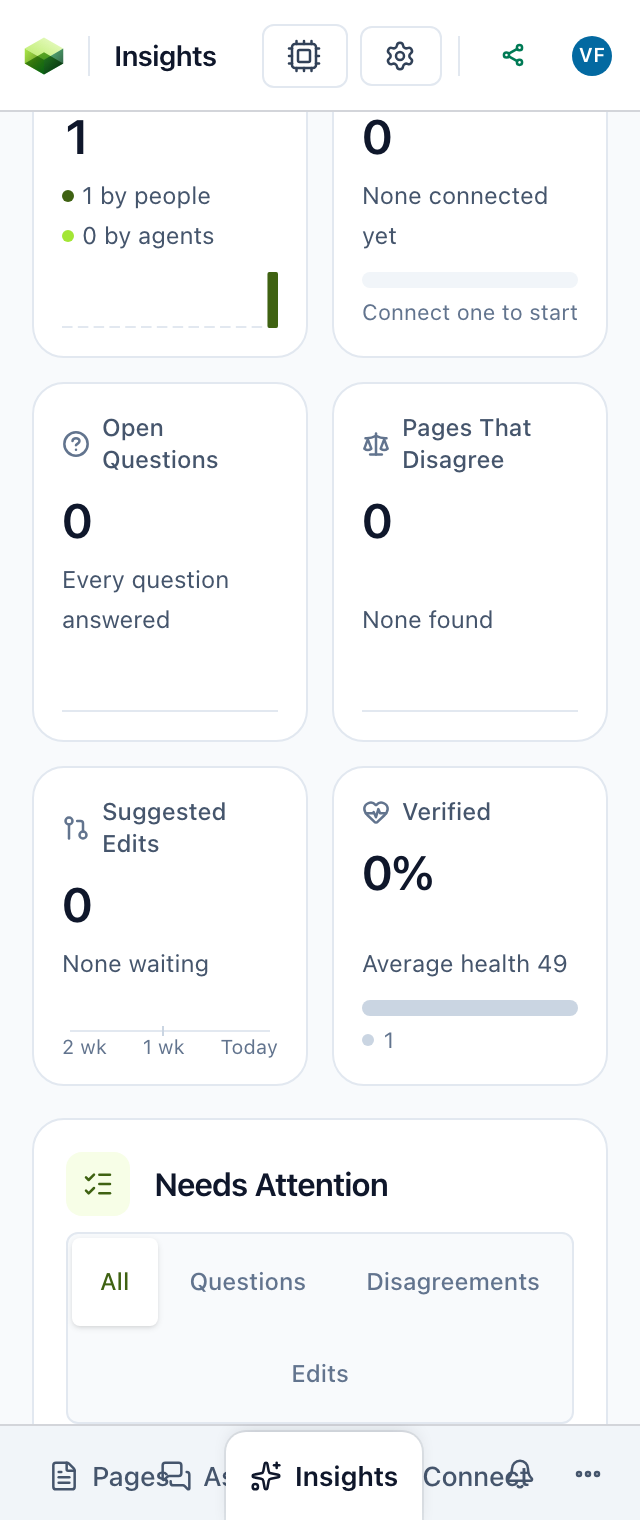 Insights
VF
1
1 by people
0 by agents
0
None connected
yet
Connect one to start
Open
Questions
0
Every question
answered
Pages That
Disagree
0
None found
Suggested
Edits
0
None waiting
2 wk
1 wk
Today
Verified
0%
Average health 49
1
Needs Attention
All
Questions
Disagreements
Edits
Pages
Insights
Connect